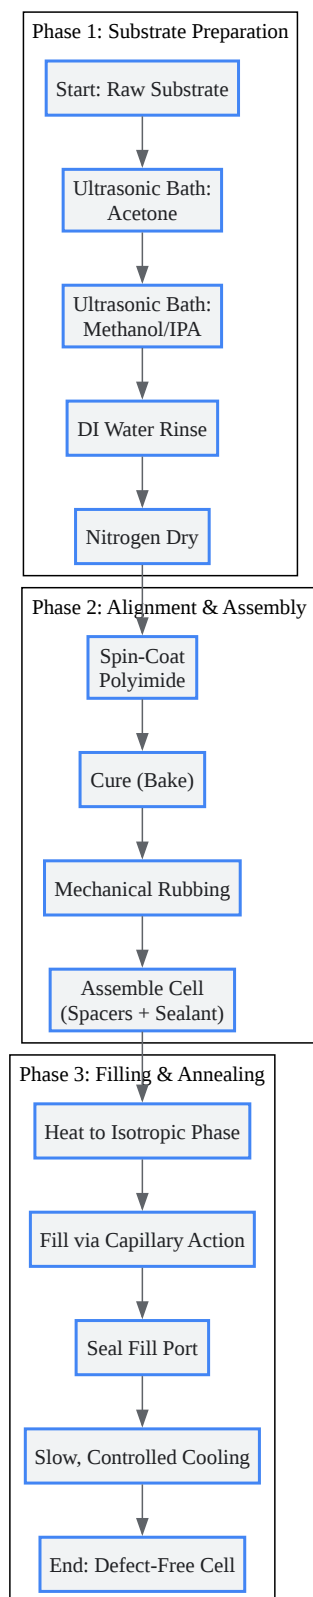 Phase 1: Substrate Preparation
Start: Raw Substrate
Ultrasonic Bath:
Acetone
Ultrasonic Bath:
Methanol/IPA
DI Water Rinse
Nitrogen Dry
Phase 2: Alignment & Assembly
Spin-Coat
Polyimide
Cure (Bake)
Mechanical Rubbing
Assemble Cell
(Spacers + Sealant)
Phase 3: Filling & Annealing
Heat to Isotropic Phase
Fill via Capillary Action
Seal Fill Port
Slow, Controlled Cooling
End: Defect-Free Cell